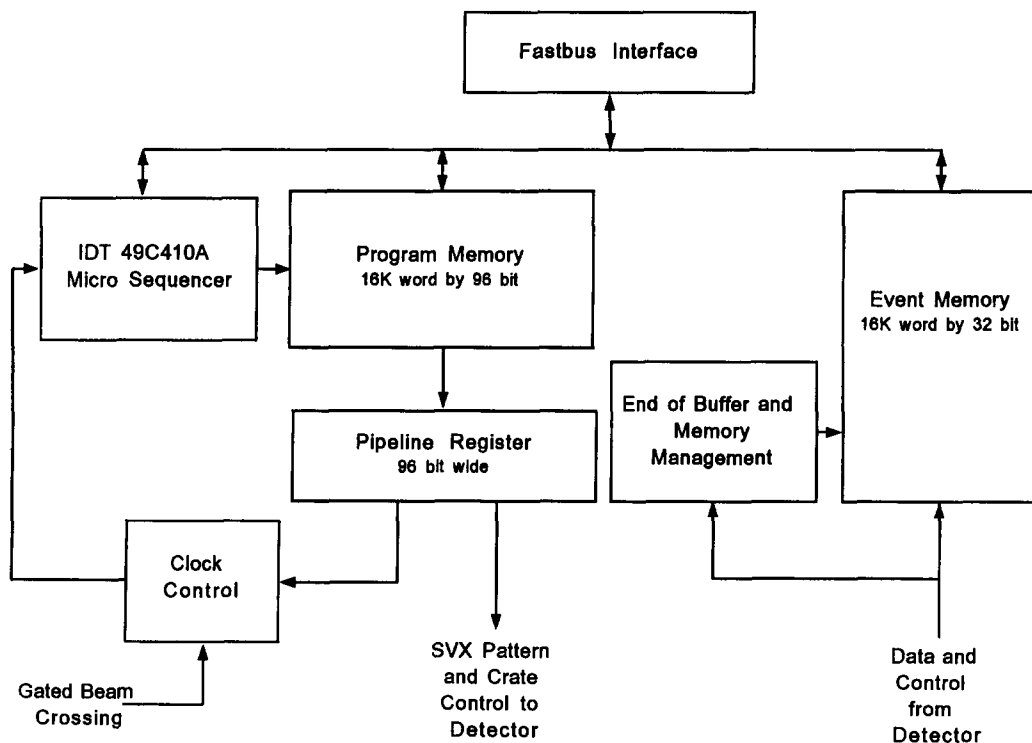 Fastbus Interface
IDT 49C410A
Micro Sequencer
Program Memory
16K word by 96 bit
Event Memory
16K word by 32 bit
End of Buffer and
Memory
Management
Pipeline Register
96 bit wide
Clock
Control
Gated Beam
Crossing
SVX Pattern
and Crate
Control to
Detector
Data and
Control
from
Detector